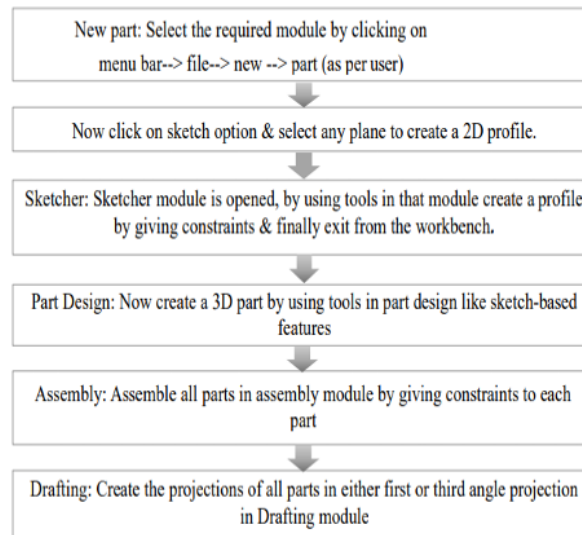 New part: Select the required module by clicking on
menu bar--> file--> new --> part (as per user)
Now click on sketch option & select any plane to create a 2D profile.
Sketcher: Sketcher module is opened, by using tools in that module create a profile
by giving constraints & finally exit from the workbench.
Part Design: Now create a 3D part by using tools in part design like sketch-based
features
Assembly: Assemble all parts in assembly module by giving constraints to each
part
Drafting: Create the projections of all parts in either first or third angle projection
in Drafting module